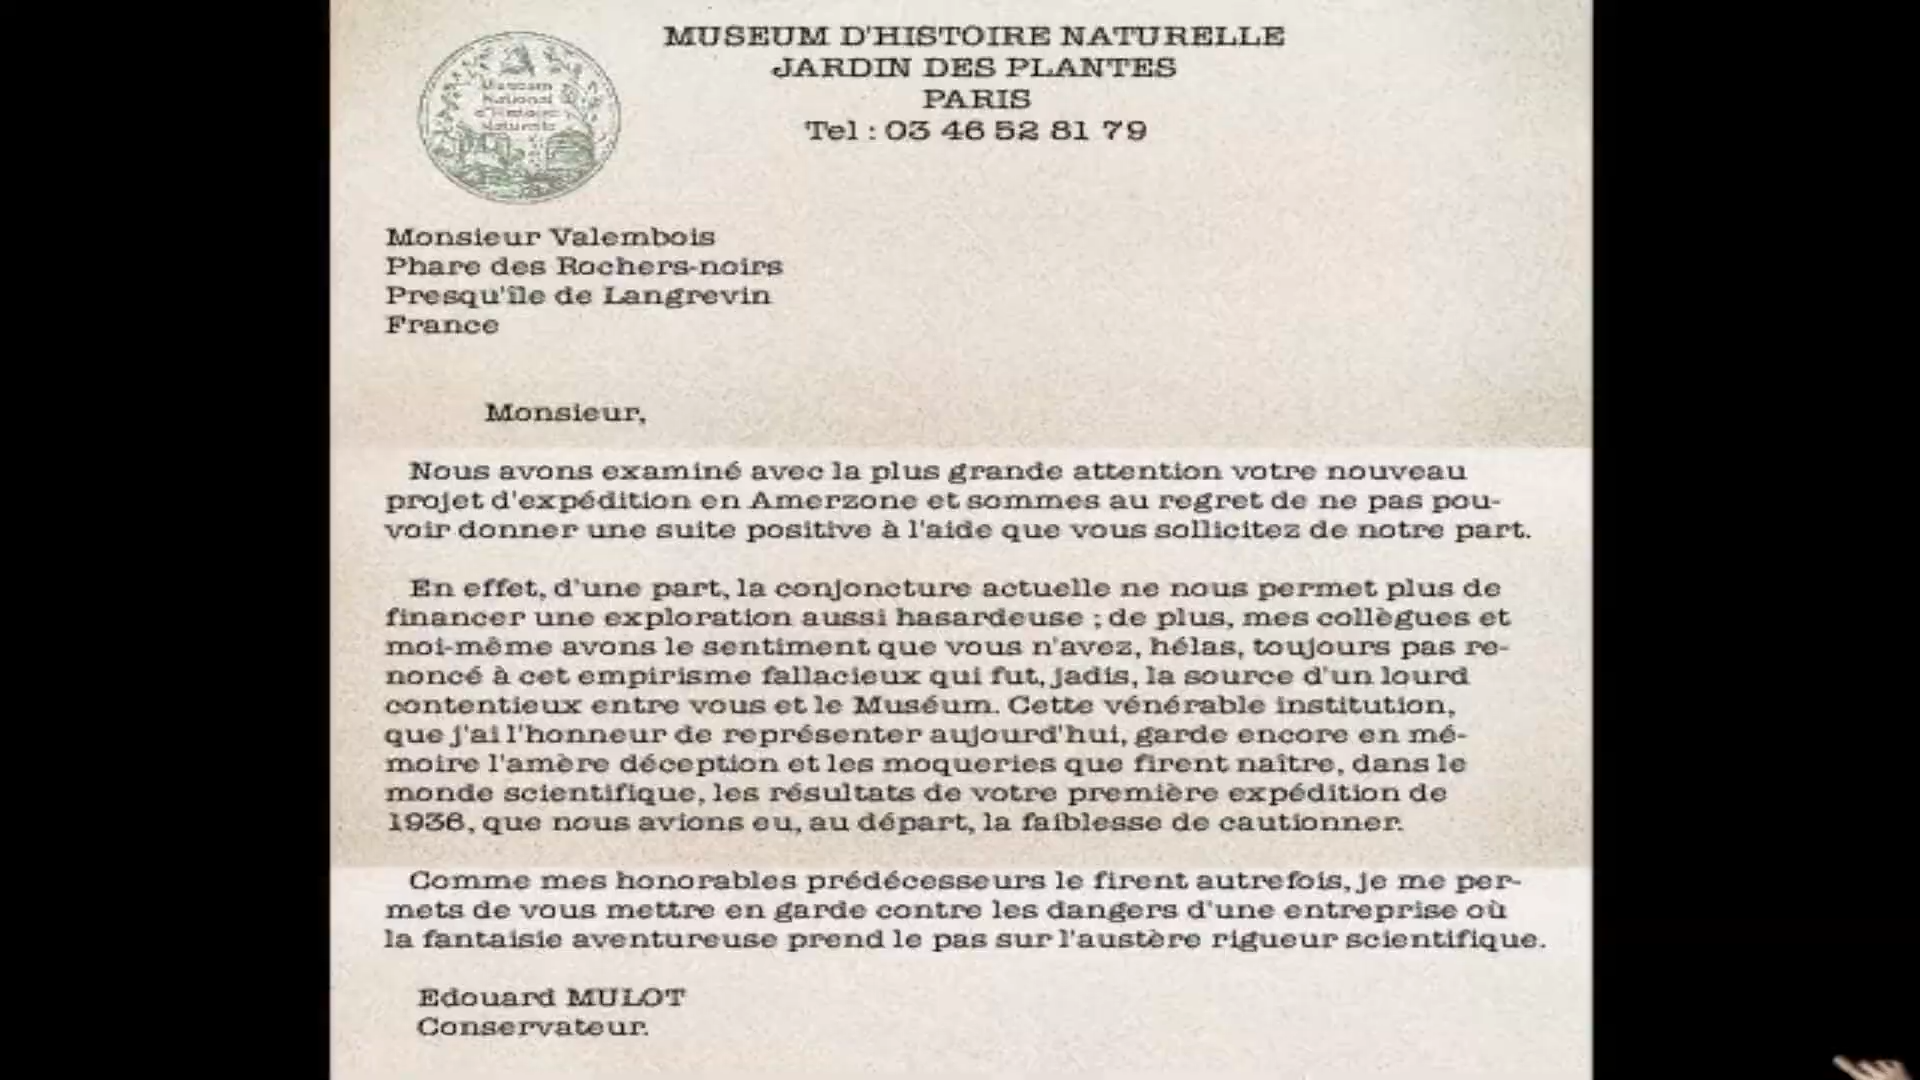 MUSEUM D'HISTOIRE NATURELLE
JARDIN DES PLANTES
PARIS
Tel : 03 46 52 81 79
Museum
National
d'Histoire
Naturelle
Monsieur Valembois
Phare des Rochers-noirs
Presqu'île de Langrevin
France
Monsieur,
Nous avons examiné avec la plus grande attention votre nouveau
projet d'expédition en Amerzone et sommes au regret de ne pas pou-
voir donner une suite positive à l'aide que vous sollicitez de notre part.
En effet, d'une part, la conjoncture actuelle ne nous permet plus de
financer une exploration aussi hasardeuse ; de plus, mes collègues et
moi-même avons le sentiment que vous n'avez, hélas, toujours pas re-
noncé à cet empirisme fallacieux qui fut, jadis, la source d'un lourd
contentieux entre vous et le Muséum. Cette vénérable institution,
que j'ai l'honneur de représenter aujourd'hui, garde encore en mé-
moire l'amère déception et les moqueries que firent naître, dans le
monde scientifique, les résultats de votre première expédition de
1936, que nous avions eu, au départ, la faiblesse de cautionner.
Comme mes honorables prédécesseurs le firent autrefois, je me per-
mets de vous mettre en garde contre les dangers d'une entreprise où
la fantaisie aventureuse prend le pas sur l'austère rigueur scientifique.
Edouard MULOT
Conservateur.